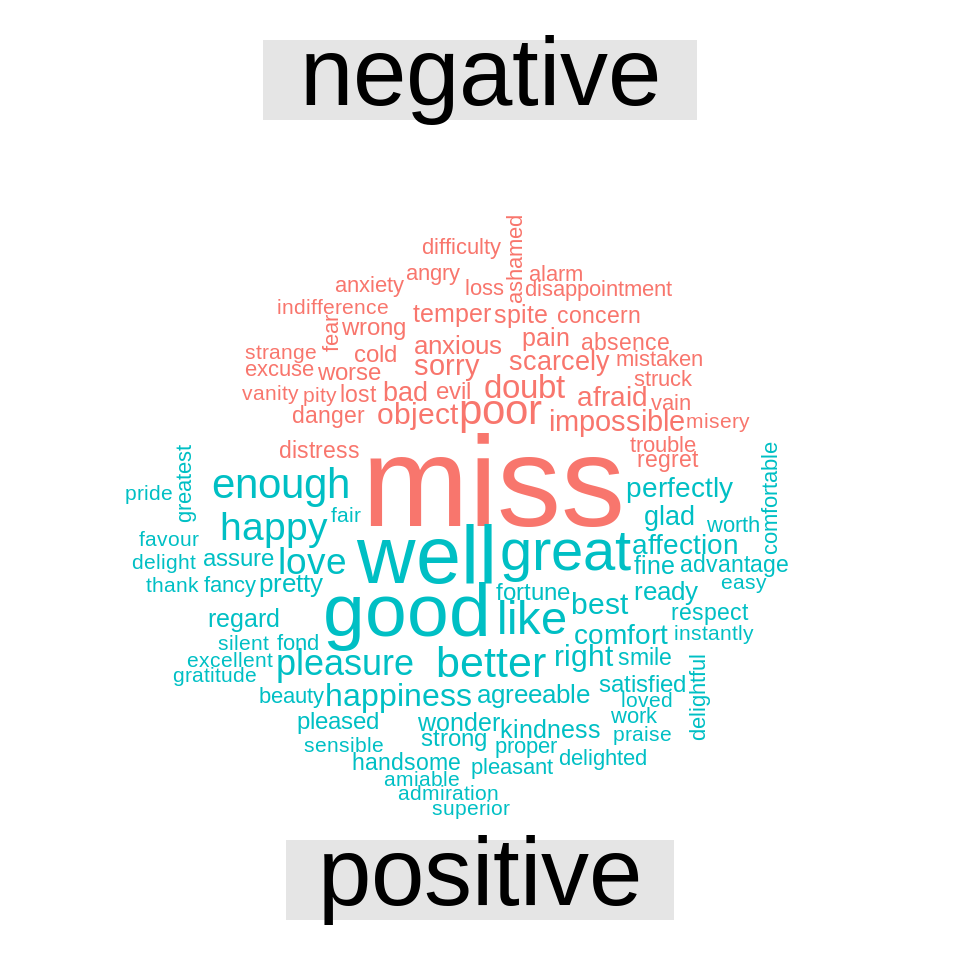 negative
difficulty
ashamed
angry
alarm
anxiety
loss
disappointment
indifference
temper
spite
concern
fear
wrong
pain
absence
anxious
strange
cold
sorry
scarcely
mistaken
excuse
worse
struck
vanity
pity
lost
bad
evil
doubt
afraid
vain
danger
object
poor
impossible
misery
distress
miss
trouble
regret
greatest
pride
enough
perfectly
comfortable
happy
fair
glad
worth
favour
delight
assure
love
well
great
affection
fine
advantage
thank
fancy
pretty
fortune
ready
easy
good
like
best
respect
regard
silent
fond
comfort
instantly
excellent
gratitude
pleasure
better
right
smile
delightful
beauty
happiness
agreeable
satisfied
loved
pleased
wonder
kindness
work
praise
sensible
strong
proper
handsome
pleasant
delighted
amiable
admiration
superior
positive